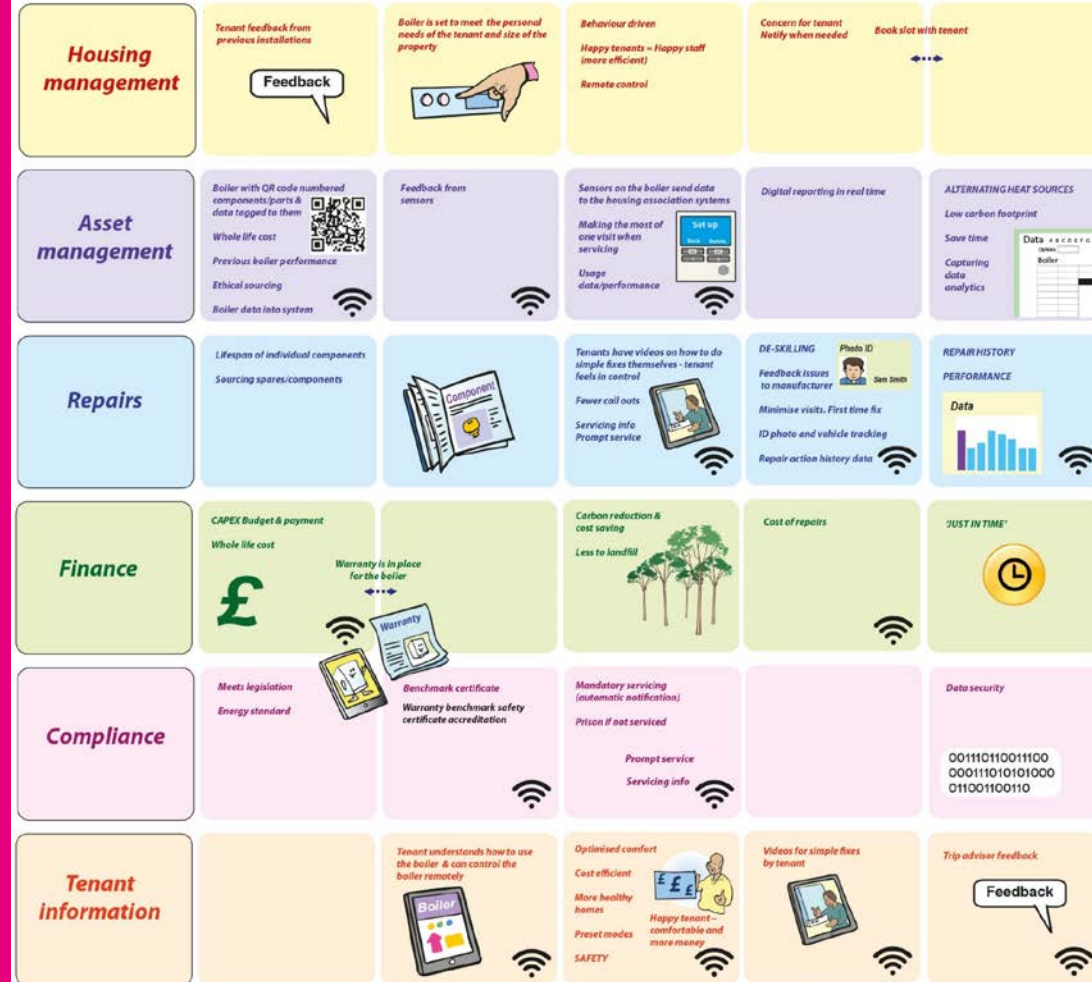 Housing
management
Tenant feedback from
previous installations
Feedback
Boiler is set to meet the personal
needs of the tenant and size of the
property
Behaviour driven
Happy tenants = Happy staff
(more efficient)
Remote control
Concern for tenant
Notify when needed
Book slot with tenant
Asset
management
Boiler with QR code numbered
components/parts &
data tagged to them
Whole life cost
Previous boiler performance
Ethical sourcing
Boiler data into system
Feedback from
sensors
Sensors on the boiler send data
to the housing association systems
Making the most of
one visit when
servicing
Usage
data/performance
Set up
Back Delete
Digital reporting in real time
ALTERNATING HEAT SOURCES
Low carbon footprint
Save time
Capturing
data
analytics
Data A B C D E F G
Options
Boiler
Repairs
Lifespan of individual components
Sourcing spares/components
Component
Tenants have videos on how to do
simple fixes themselves - tenant
feels in control
Fewer call outs
Servicing info
Prompt service
DE-SKILLING
Feedback issues
to manufacturer
Photo ID
Sam Smith
Minimise visits. First time fix
ID photo and vehicle tracking
Repair action history data
REPAIR HISTORY
PERFORMANCE
Data
Finance
CAPEX Budget & payment
Whole life cost
£
Warranty is in place
for the boiler
Warranty
Carbon reduction &
cost saving
Less to landfill
Cost of repairs
'JUST IN TIME'
Compliance
Meets legislation
Energy standard
Benchmark certificate
Warranty benchmark safety
certificate accreditation
Mandatory servicing
(automatic notification)
Prison if not serviced
Prompt service
Servicing info
Data security
001110110011100
000111010101000
011001100110
Tenant
information
Tenant understands how to use
the boiler & can control the
boiler remotely
Boiler
Optimised comfort
Cost efficient
More healthy
homes
Preset modes
SAFETY
£ £ £
Happy tenant –
comfortable and
more money
Videos for simple fixes
by tenant
Trip advisor feedback
Feedback